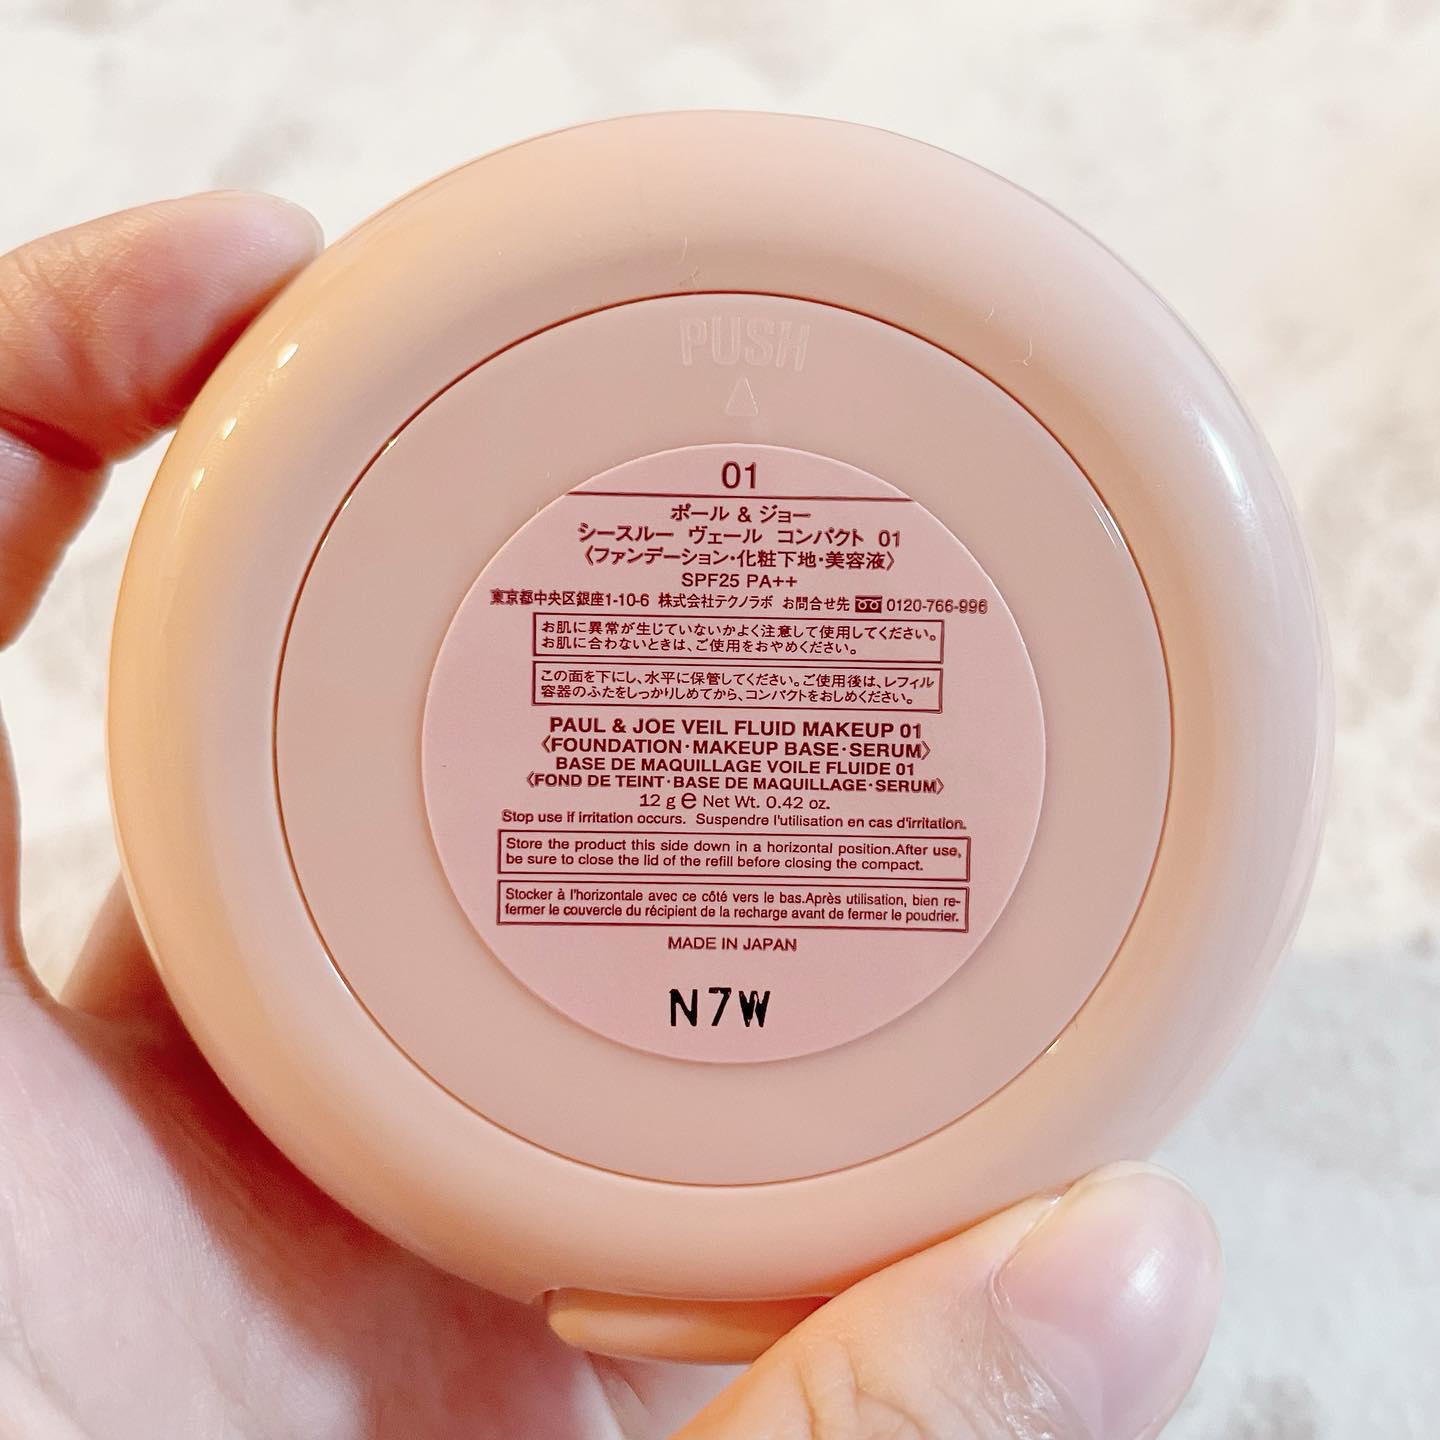 PUSH
01
ポール & ジョー
シースルー ヴェール コンパクト 01
〈ファンデーション・化粧下地・美容液〉
SPF25 PA++
東京都中央区銀座1-10-6 株式会社テクノラボ お問合せ先 0120-766-996
お肌に異常が生じていないかよく注意して使用してください。
お肌に合わないときは、ご使用をおやめください。
この面を下にし、水平に保管してください。ご使用後は、レフィル
容器のふたをしっかりしめてから、コンパクトをおしめください。
PAUL & JOE VEIL FLUID MAKEUP 01
〈FOUNDATION・MAKEUP BASE・SERUM〉
BASE DE MAQUILLAGE VOILE FLUIDE 01
〈FOND DE TEINT・BASE DE MAQUILLAGE・SERUM〉
12 g ℮ Net Wt. 0.42 oz.
Stop use if irritation occurs. Suspendre l'utilisation en cas d'irritation.
Store the product this side down in a horizontal position.After use,
be sure to close the lid of the refill before closing the compact.
Stocker à l'horizontale avec ce côté vers le bas.Après utilisation, bien re-
fermer le couvercle du récipient de la recharge avant de fermer le poudrier.
MADE IN JAPAN
N7W